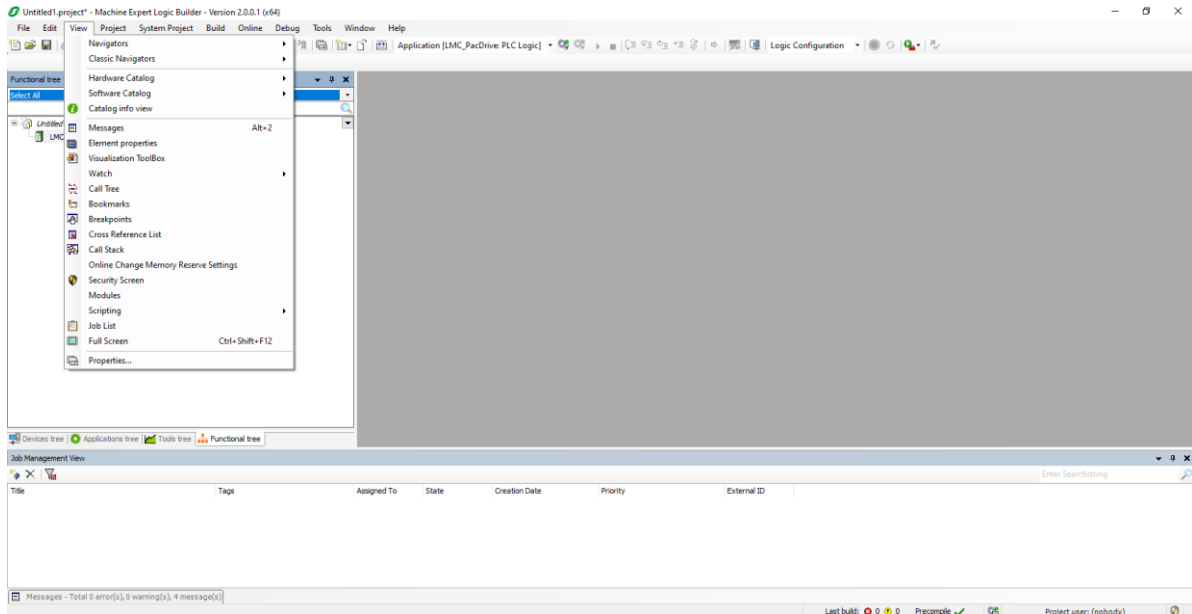 Untitled1.project* - Machine Expert Logic Builder - Version 2.0.0.1 (x64)
File Edit View Project System Project Build Online Debug Tools Window Help
Application [LMC_PacDrive: PLC Logic]
Logic Configuration
Navigators
Classic Navigators
Hardware Catalog
Software Catalog
Catalog info view
Messages Alt+2
Element properties
Visualization ToolBox
Watch
Call Tree
Bookmarks
Breakpoints
Cross Reference List
Call Stack
Online Change Memory Reserve Settings
Security Screen
Modules
Scripting
Job List
Full Screen Ctrl+Shift+F12
Properties...
Functional tree
Select All
Untitled
LMC
Devices tree Applications tree Tools tree Functional tree
Job Management View
Enter Searchstring
Title Tags Assigned To State Creation Date Priority External ID
Messages - Total 0 error(s), 0 warning(s), 4 message(s)
Last build: 0 0 Precompile Project user: (nobody)